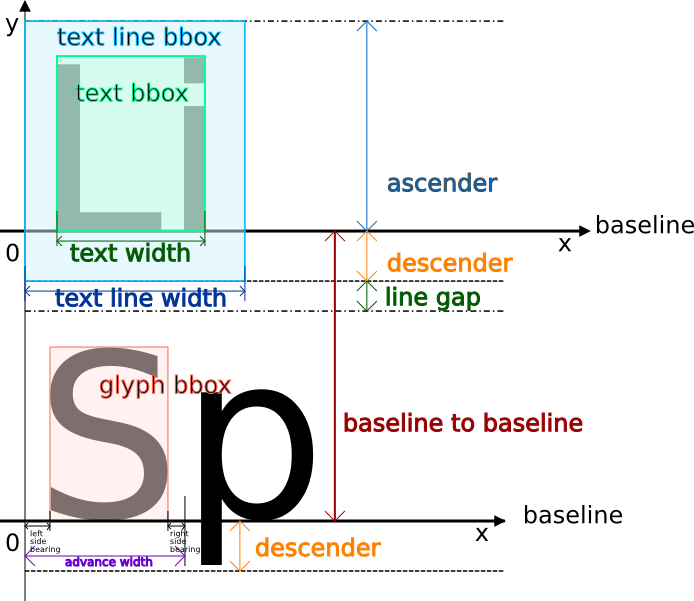 y
text line bbox
text bbox
Li
ascender
baseline
x
0
text width
descender
text line width
line gap
glyph bbox
Sp
baseline to baseline
baseline
x
0
left
side
bearing
right
side
bearing
advance width
descender